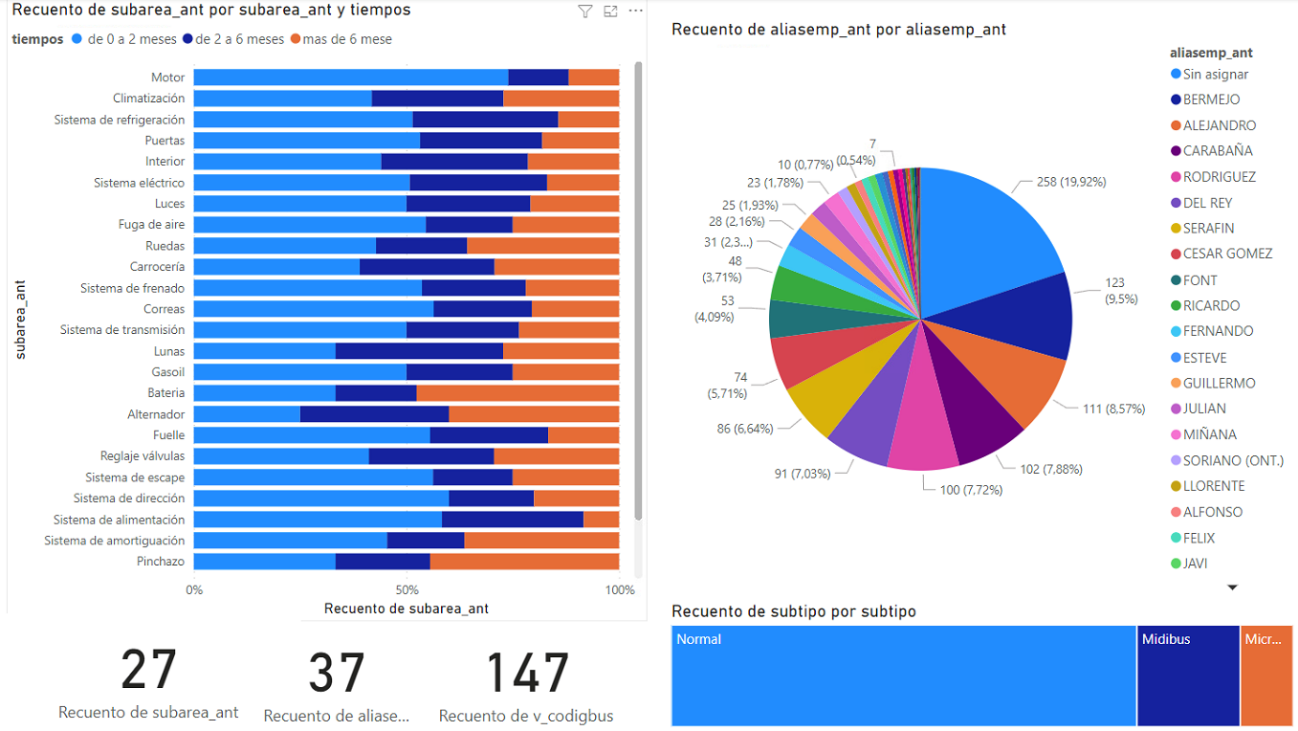 Recuento de subarea_ant por subarea_ant y tiempos
tiempos de 0 a 2 meses de 2 a 6 meses mas de 6 mese
subarea_ant
Motor
Climatización
Sistema de refrigeración
Puertas
Interior
Sistema eléctrico
Luces
Fuga de aire
Ruedas
Carrocería
Sistema de frenado
Correas
Sistema de transmisión
Lunas
Gasoil
Bateria
Alternador
Fuelle
Reglaje válvulas
Sistema de escape
Sistema de dirección
Sistema de alimentación
Sistema de amortiguación
Pinchazo
0% 50% 100%
Recuento de subarea_ant
27
Recuento de subarea_ant
37
Recuento de aliase...
147
Recuento de v_codigbus
Recuento de aliasemp_ant por aliasemp_ant
258 (19,92%)
123
(9.5%)
111 (8,57%)
102 (7,88%)
100 (7,72%)
91 (7,03%)
86 (6,64%)
74
(5,71%)
53
(4,09%)
48
(3,71%)
31 (2,3...)
28 (2,16%)
25 (1,93%)
23 (1,78%)
10 (0.77%)
7
(0,54%)
aliasemp_ant
Sin asignar
BERMEJO
ALEJANDRO
CARABAÑA
RODRIGUEZ
DEL REY
SERAFIN
CESAR GOMEZ
FONT
RICARDO
FERNANDO
ESTEVE
GUILLERMO
JULIAN
MIÑANA
SORIANO (ONT.)
LLORENTE
ALFONSO
FELIX
JAVI
Recuento de subtipo por subtipo
Normal
Midibus
Micr...